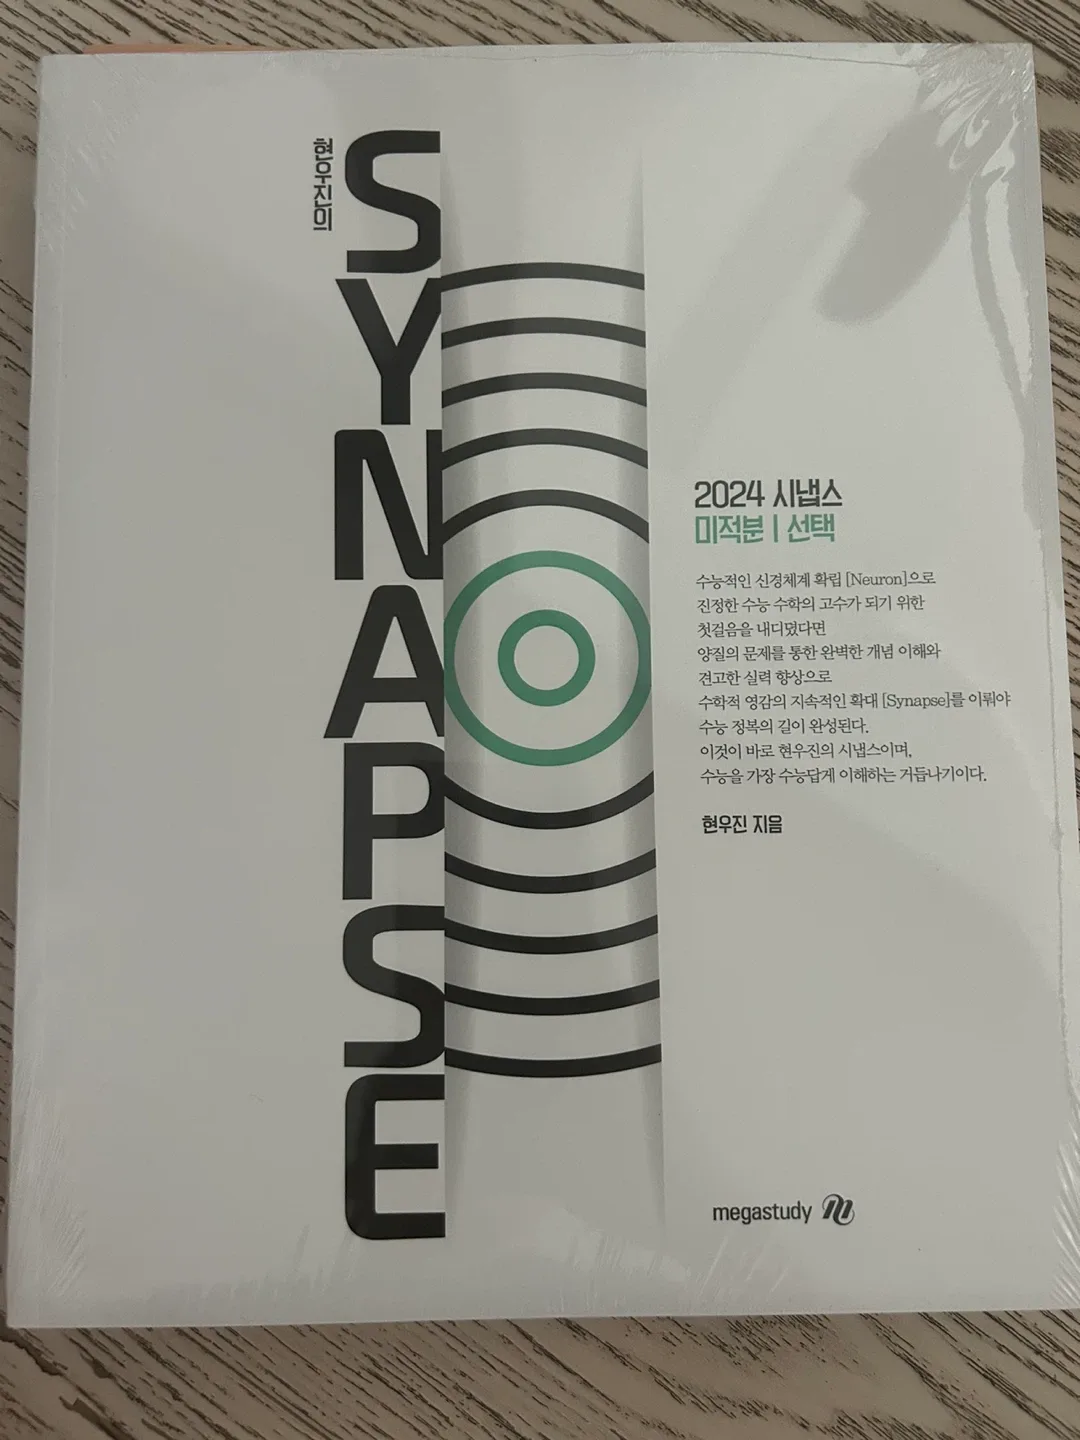 현우진의
SYNAPSE
2024 시냅스
미적분 | 선택
수능적인 신경체계 확립 [Neuron]으로
진정한 수능 수학의 고수가 되기 위한
첫걸음을 내디뎠다면
양질의 문제를 통한 완벽한 개념 이해와
견고한 실력 향상으로
수학적 영감의 지속적인 확대 [Synapse]를 이뤄야
수능 정복의 길이 완성된다.
이것이 바로 현우진의 시냅스이며,
수능을 가장 수능답게 이해하는 거듭나기이다.
현우진 지음
megastudy